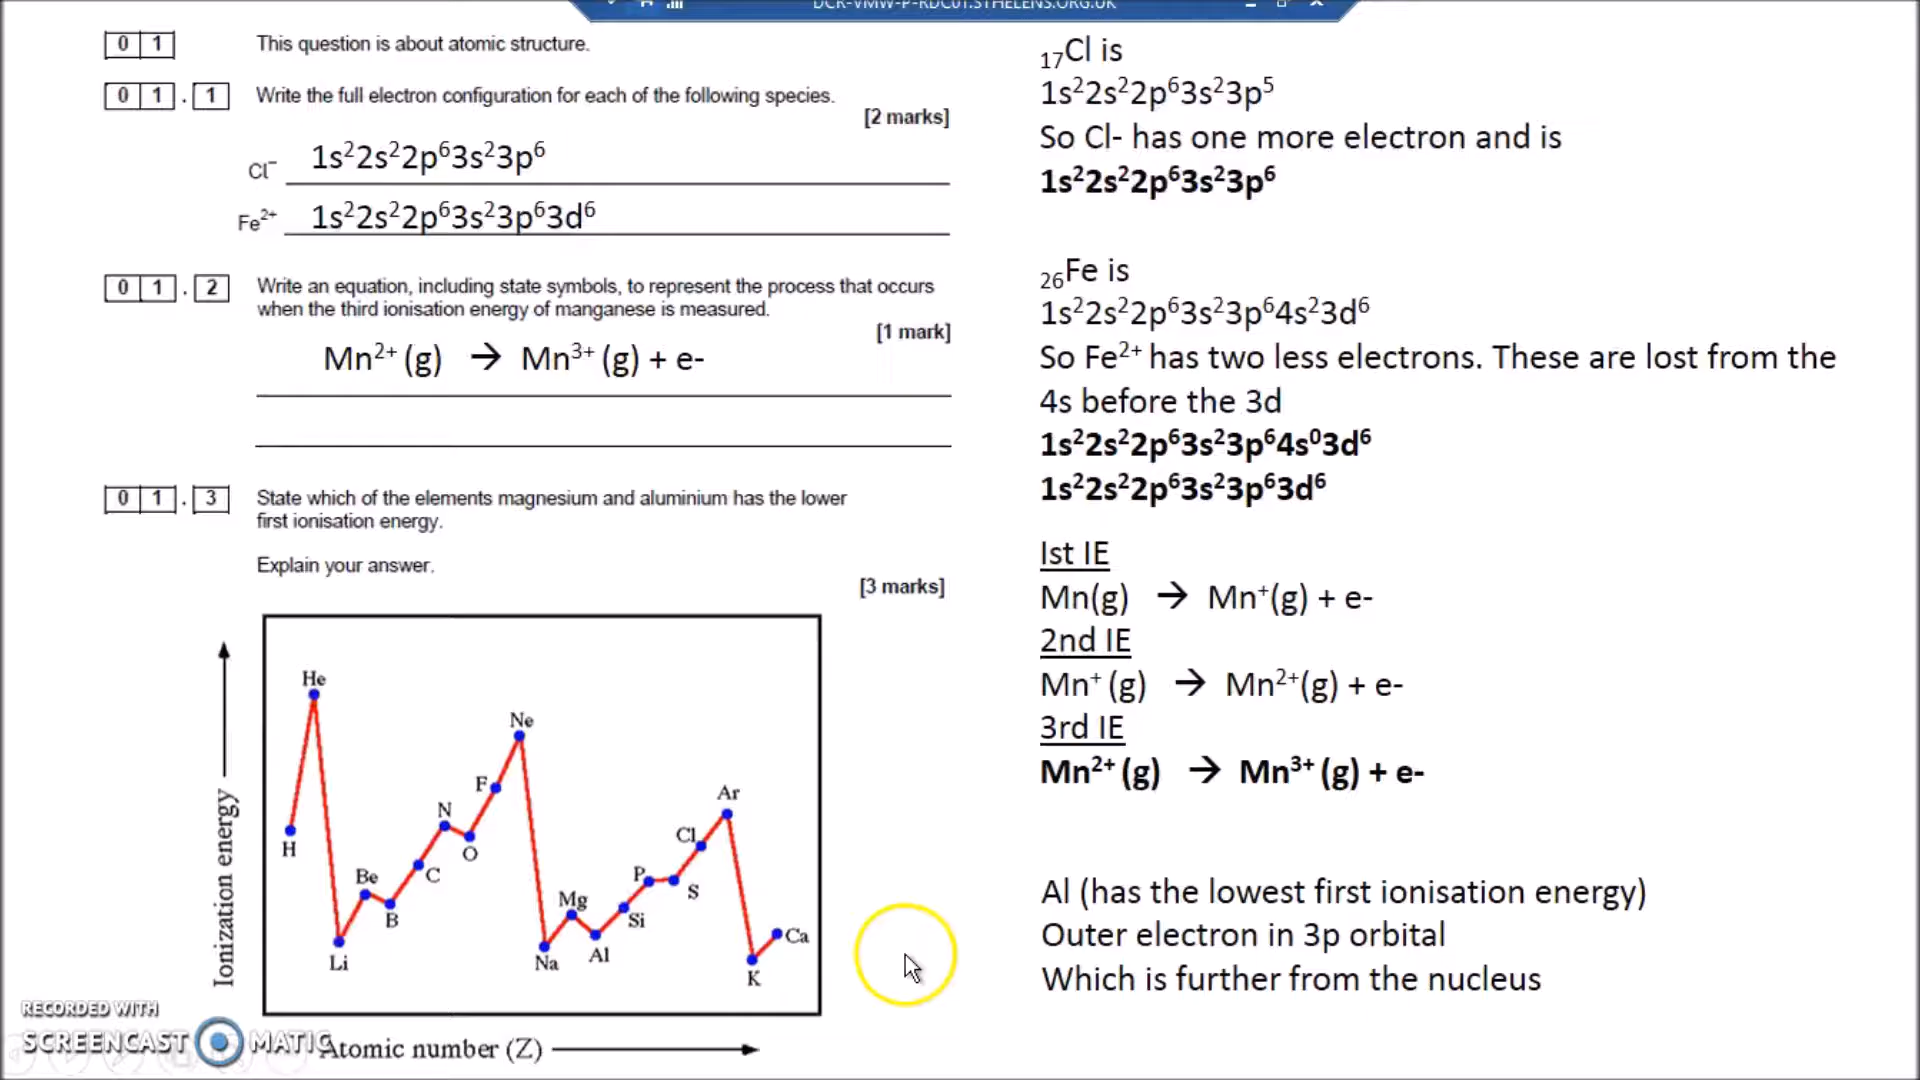 DCR-VMW-P-RDC01.STHELENS.ORG.UK
0 1 This question is about atomic structure.
0 1 . 1 Write the full electron configuration for each of the following species.
[2 marks]
Cl⁻ 1s²2s²2p⁶3s²3p⁶
Fe²⁺ 1s²2s²2p⁶3s²3p⁶3d⁶
0 1 . 2 Write an equation, including state symbols, to represent the process that occurs
when the third ionisation energy of manganese is measured.
[1 mark]
Mn²⁺ (g) → Mn³⁺ (g) + e-
0 1 . 3 State which of the elements magnesium and aluminium has the lower
first ionisation energy.
Explain your answer.
[3 marks]
Ionization energy
He
H
Li
Be
B
C
N
O
F
Ne
Na
Mg
Al
Si
P
S
Cl
Ar
K
Ca
Atomic number (Z)
RECORDED WITH
SCREENCAST MATIC
₁₇Cl is
1s²2s²2p⁶3s²3p⁵
So Cl- has one more electron and is
1s²2s²2p⁶3s²3p⁶
₂₆Fe is
1s²2s²2p⁶3s²3p⁶4s²3d⁶
So Fe²⁺ has two less electrons. These are lost from the
4s before the 3d
1s²2s²2p⁶3s²3p⁶4s⁰3d⁶
1s²2s²2p⁶3s²3p⁶3d⁶
Ist IE
Mn(g) → Mn⁺(g) + e-
2nd IE
Mn⁺ (g) → Mn²⁺(g) + e-
3rd IE
Mn²⁺ (g) → Mn³⁺ (g) + e-
Al (has the lowest first ionisation energy)
Outer electron in 3p orbital
Which is further from the nucleus